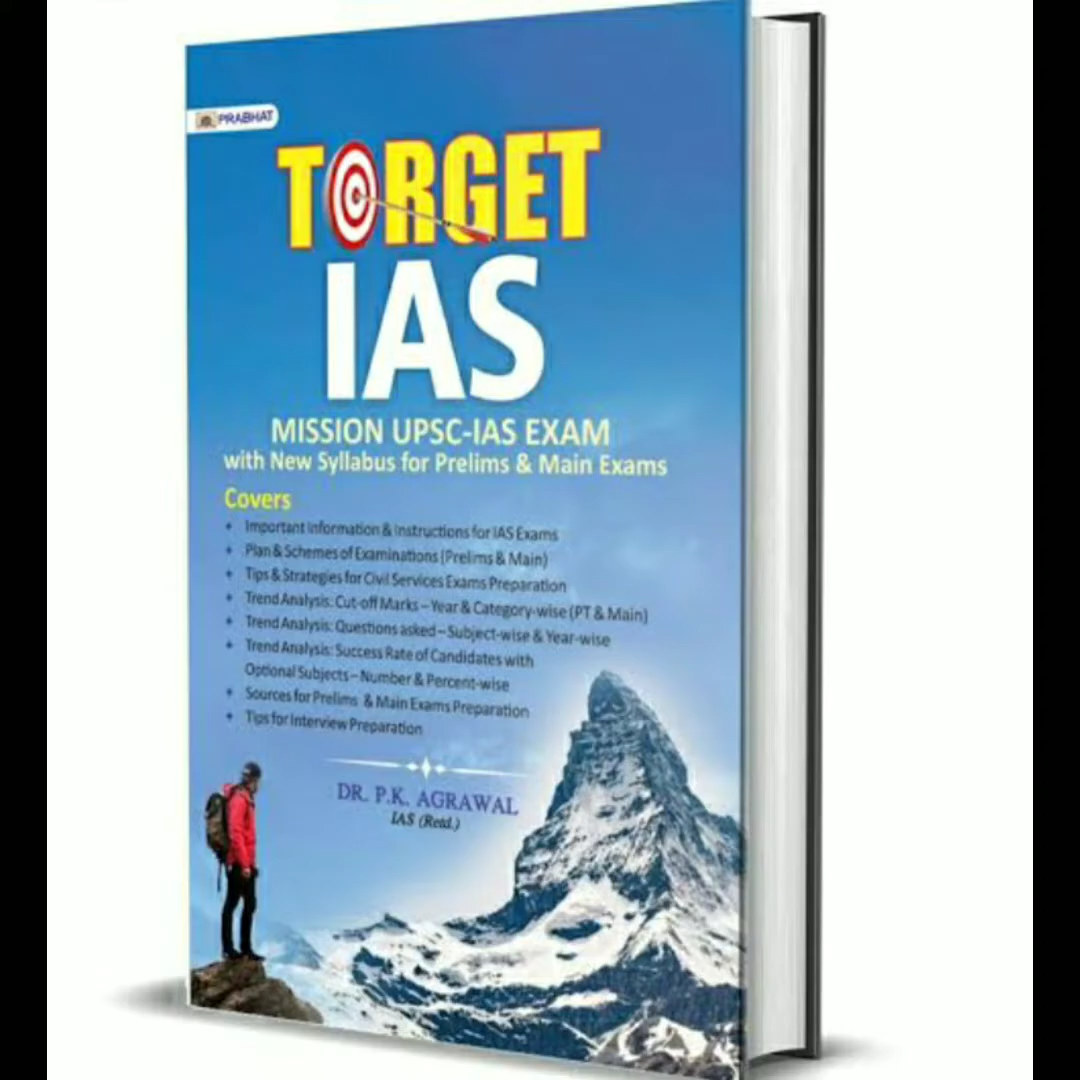 PRABHAT
TARGET
IAS
MISSION UPSC-IAS EXAM
with New Syllabus for Prelims & Main Exams
Covers
• Important Information & Instructions for IAS Exams
• Plan & Schemes of Examinations (Prelims & Main)
• Tips & Strategies for Civil Services Exams Preparation
• Trend Analysis: Cut-off Marks – Year & Category-wise (PT & Main)
• Trend Analysis: Questions asked – Subject-wise & Year-wise
• Trend Analysis: Success Rate of Candidates with
Optional Subjects – Number & Percent-wise
• Sources for Prelims & Main Exams Preparation
• Tips for Interview Preparation
DR. P.K. AGRAWAL
IAS (Retd.)